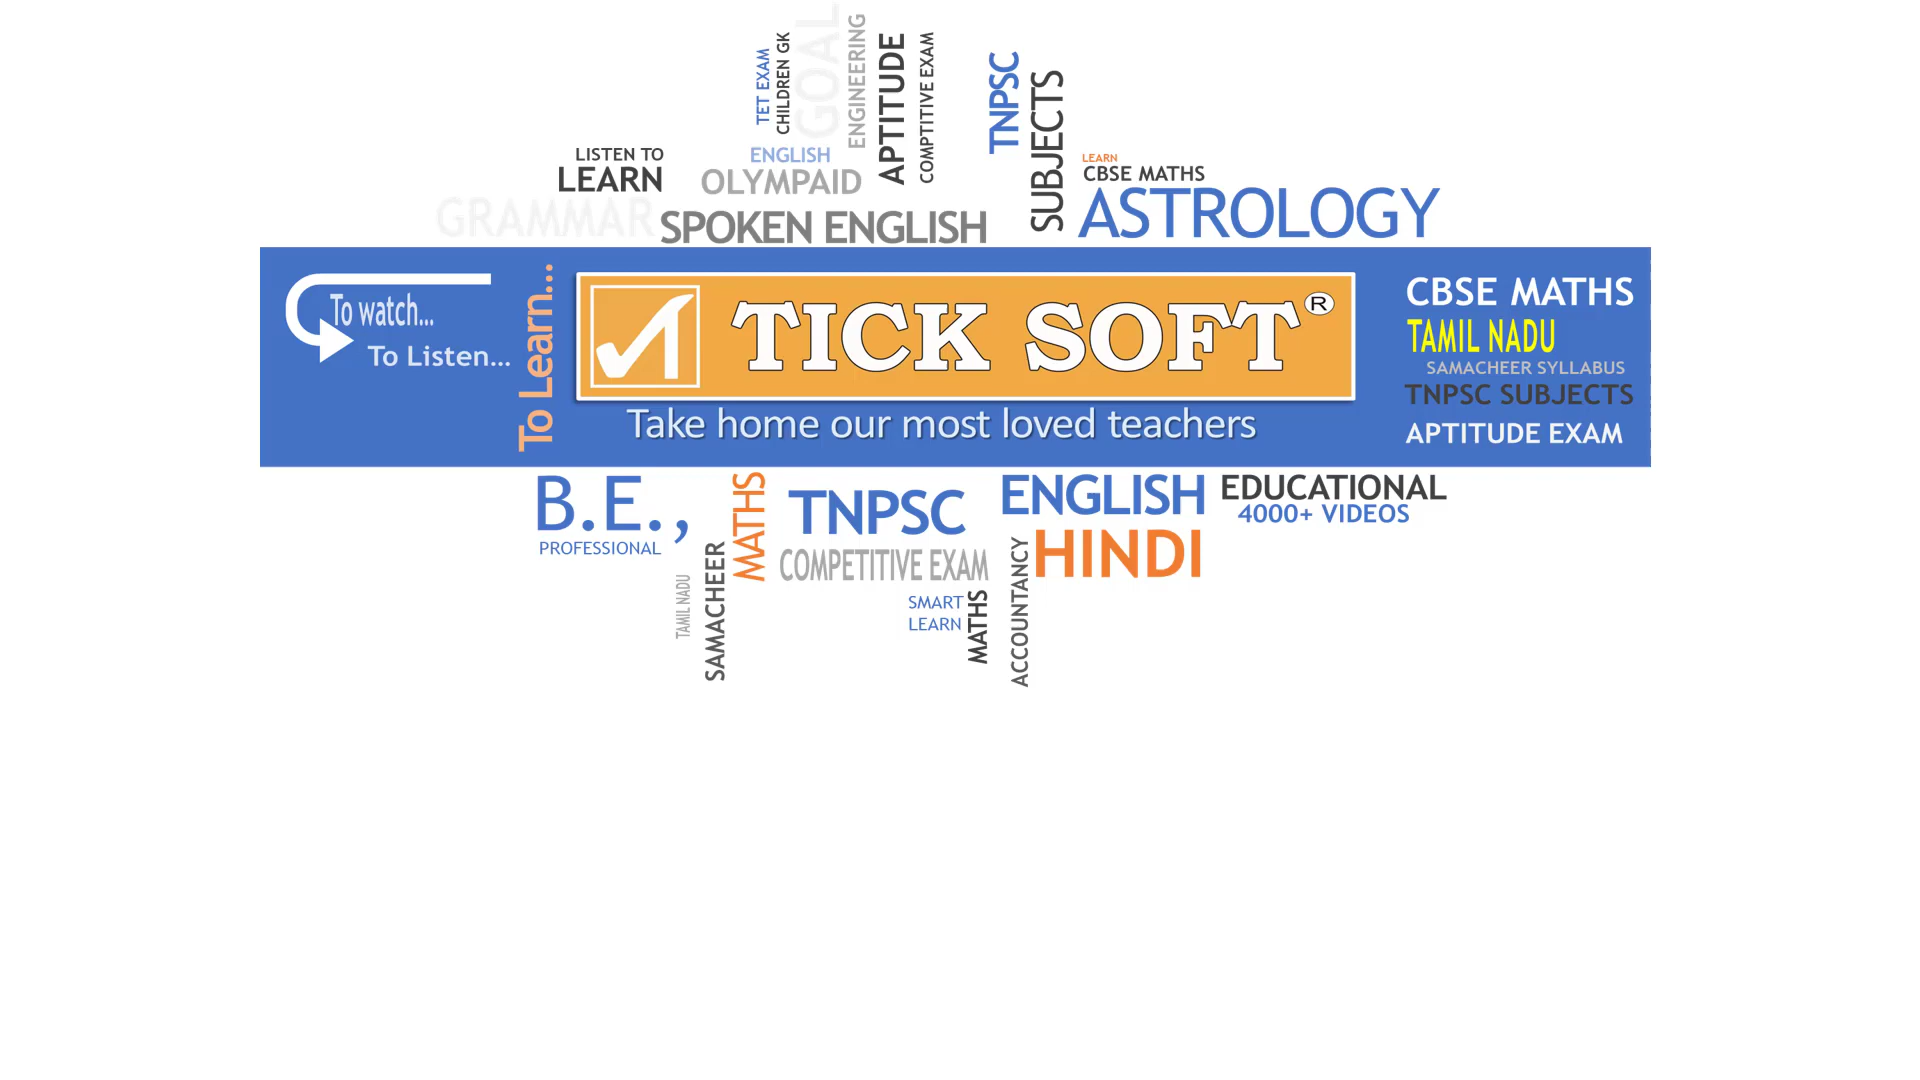 TET EXAM
CHILDREN GK
GOAL
ENGINEERING
APTITUDE
COMPTITIVE EXAM
TNPSC
SUBJECTS
LISTEN TO
LEARN
ENGLISH
OLYMPAID
LEARN
CBSE MATHS
ASTROLOGY
GRAMMAR
SPOKEN ENGLISH
To watch...
To Listen...
To Learn...
TICK SOFT®
Take home our most loved teachers
CBSE MATHS
TAMIL NADU
SAMACHEER SYLLABUS
TNPSC SUBJECTS
APTITUDE EXAM
B.E.,
PROFESSIONAL
TAMIL NADU
SAMACHEER
MATHS
TNPSC
COMPETITIVE EXAM
SMART
LEARN
MATHS
ENGLISH
HINDI
ACCOUNTANCY
EDUCATIONAL
4000+ VIDEOS